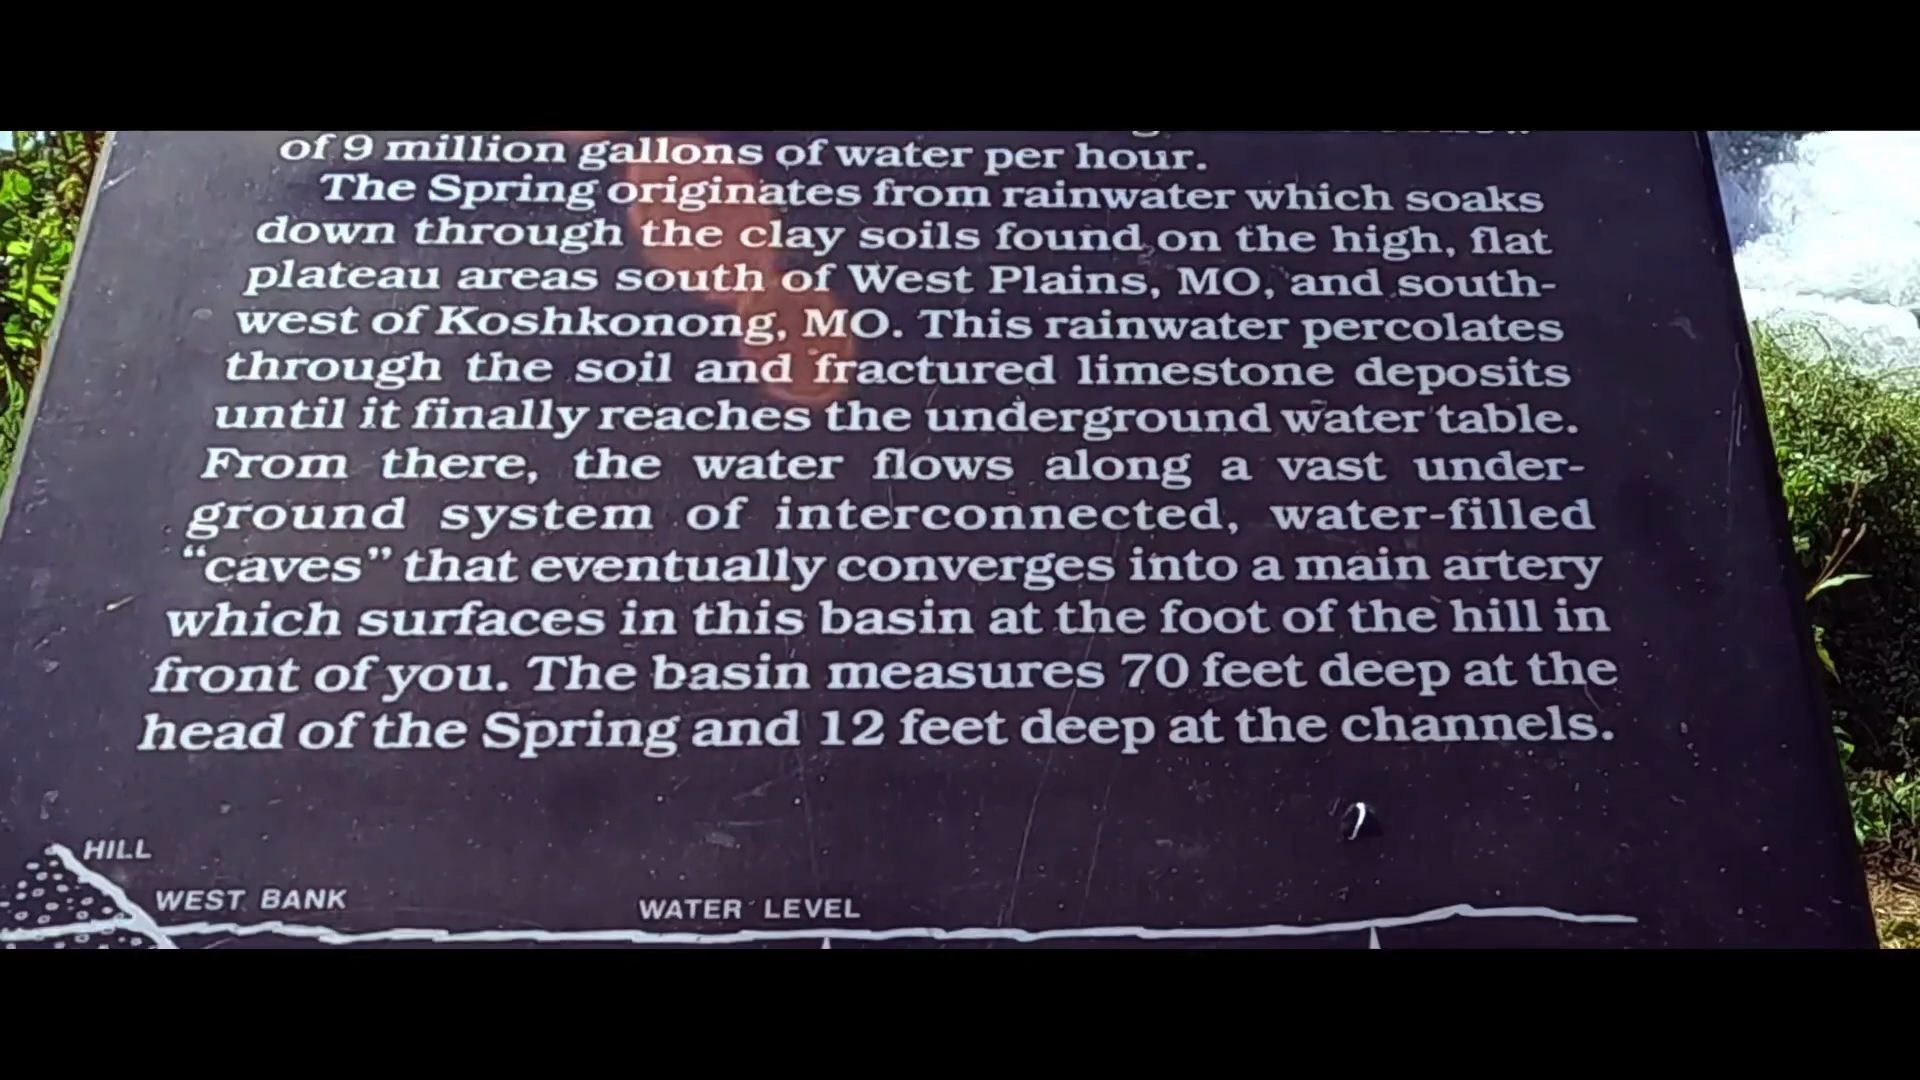 of 9 million gallons of water per hour.
The Spring originates from rainwater which soaks
down through the clay soils found on the high, flat
plateau areas south of West Plains, MO, and south-
west of Koshkonong, MO. This rainwater percolates
through the soil and fractured limestone deposits
until it finally reaches the underground water table.
From there, the water flows along a vast under-
ground system of interconnected, water-filled
“caves” that eventually converges into a main artery
which surfaces in this basin at the foot of the hill in
front of you. The basin measures 70 feet deep at the
head of the Spring and 12 feet deep at the channels.
HILL
WEST BANK
WATER LEVEL